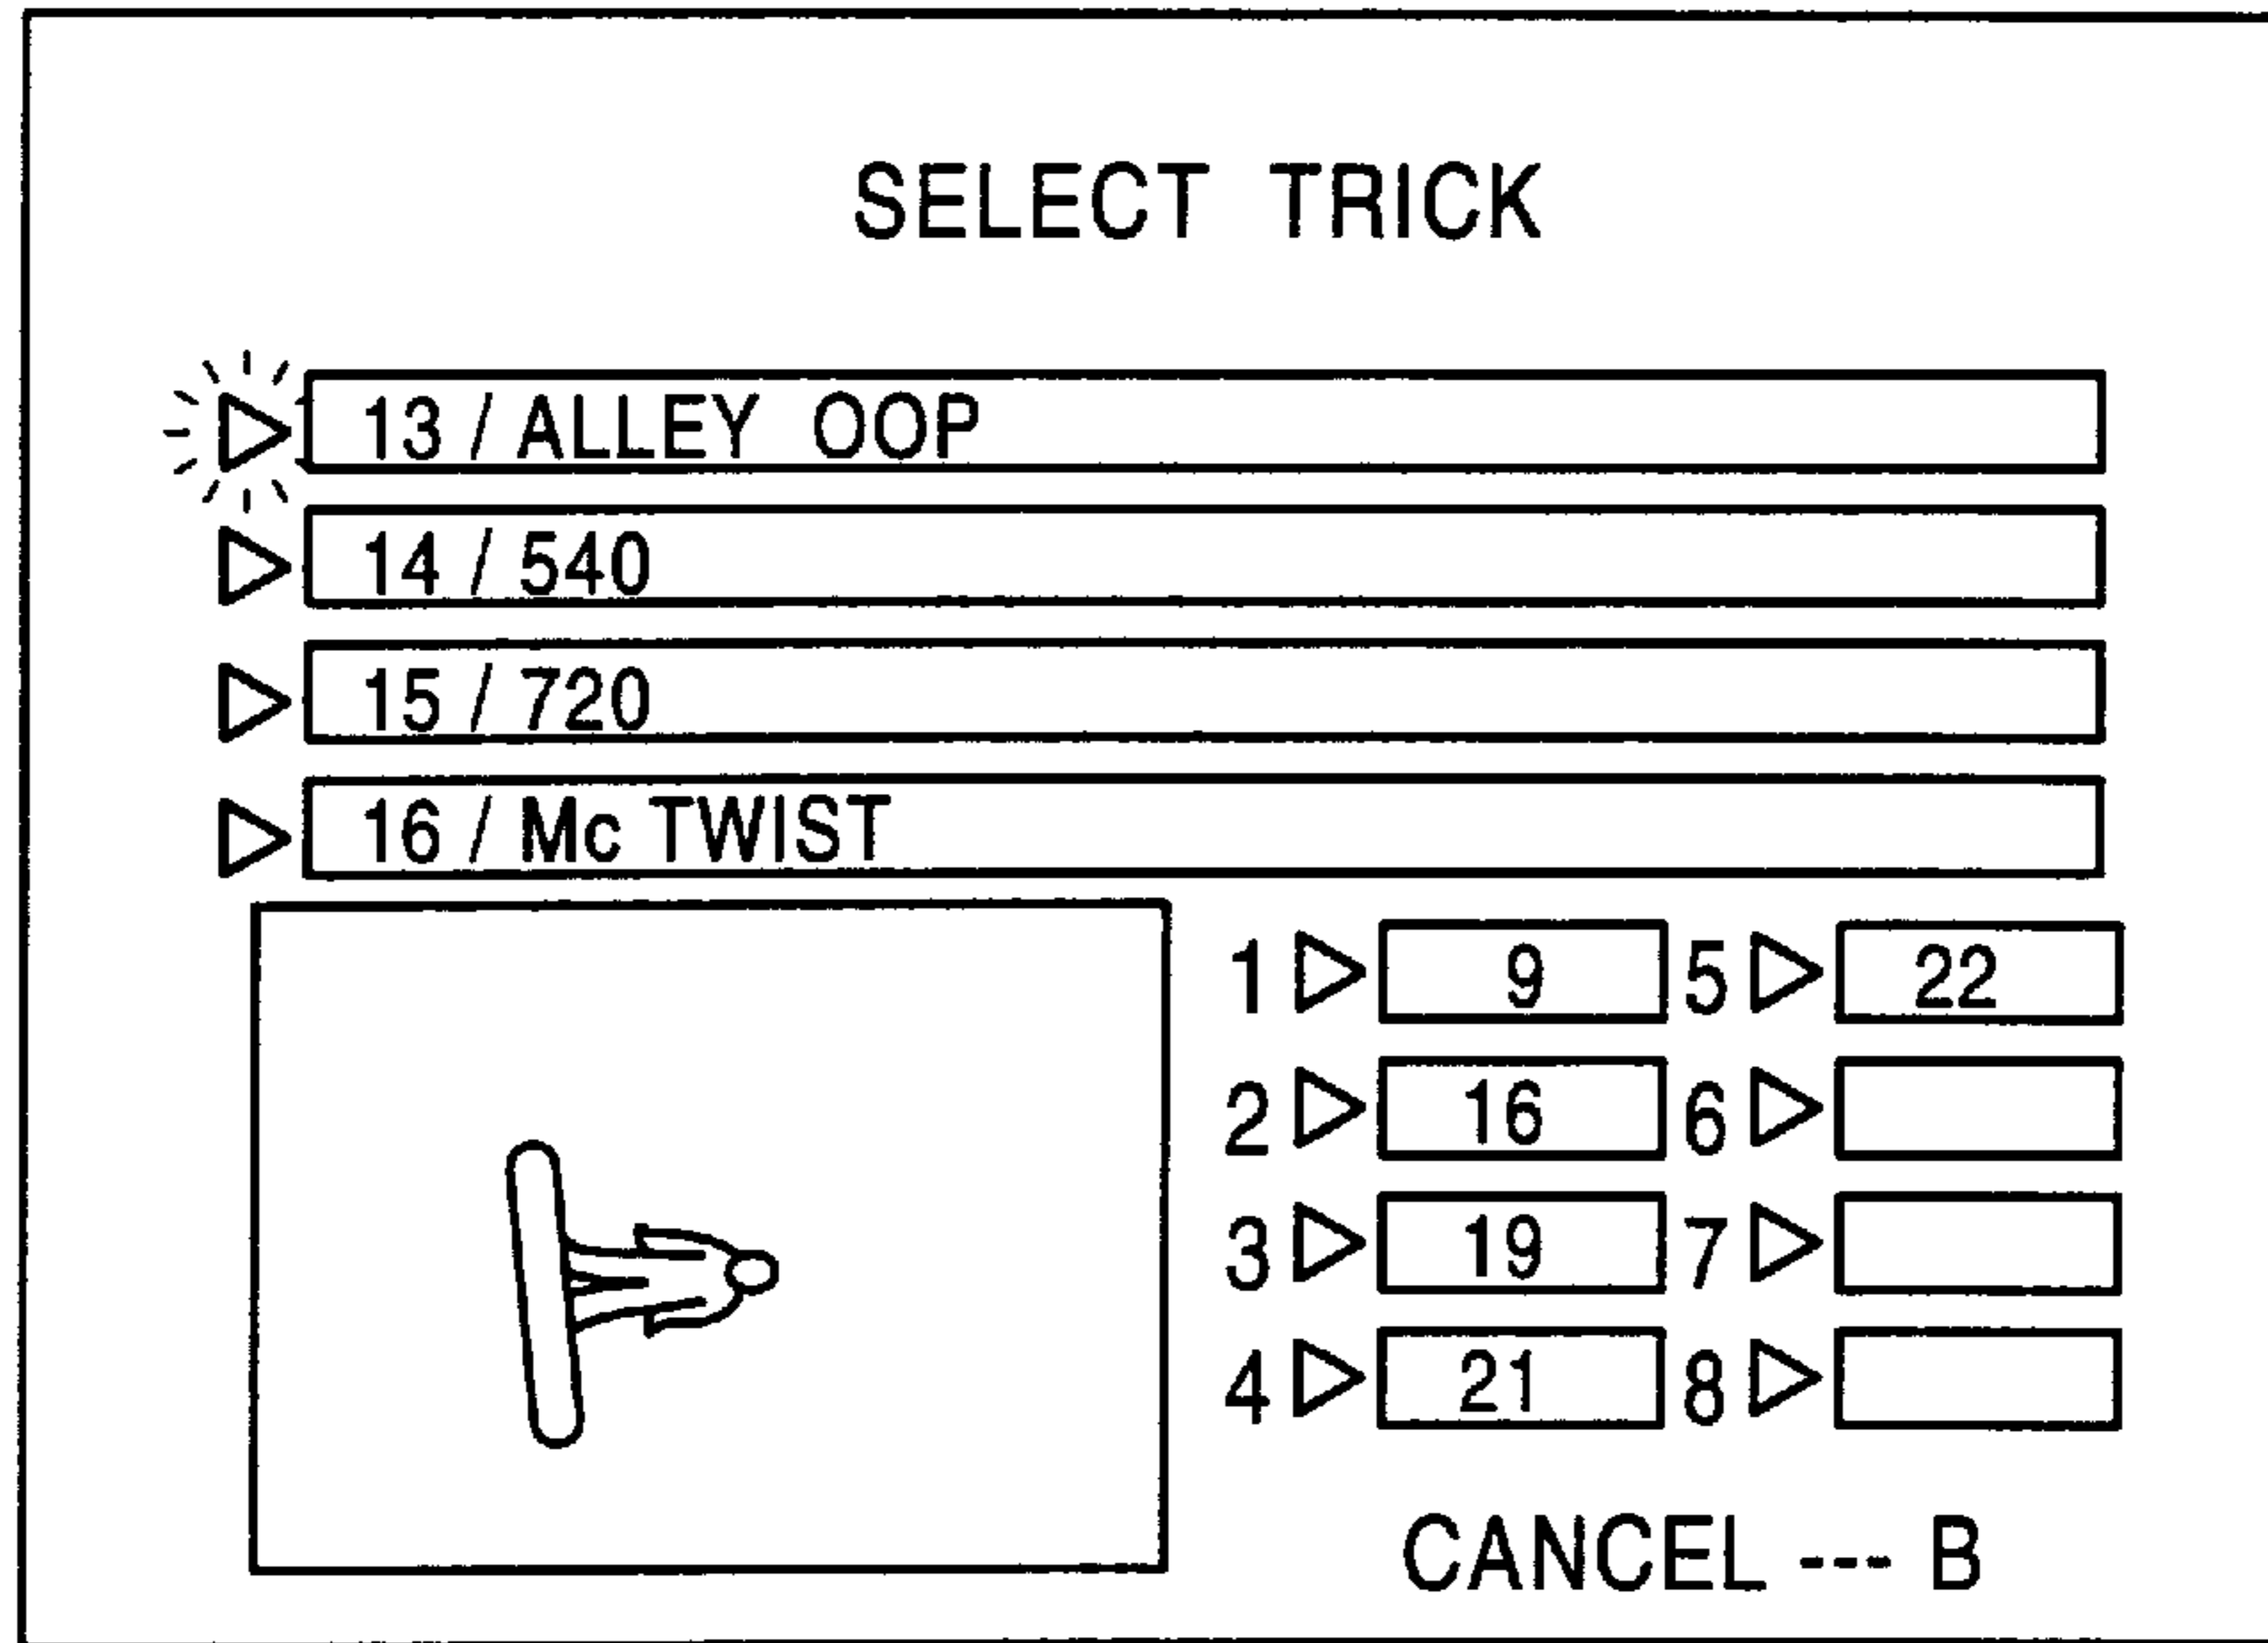 SELECT TRICK
13 / ALLEY OOP
14 / 540
15 / 720
16 / Mc TWIST
1 9 5 22
2 16 6
3 19 7
4 21 8
CANCEL --- B